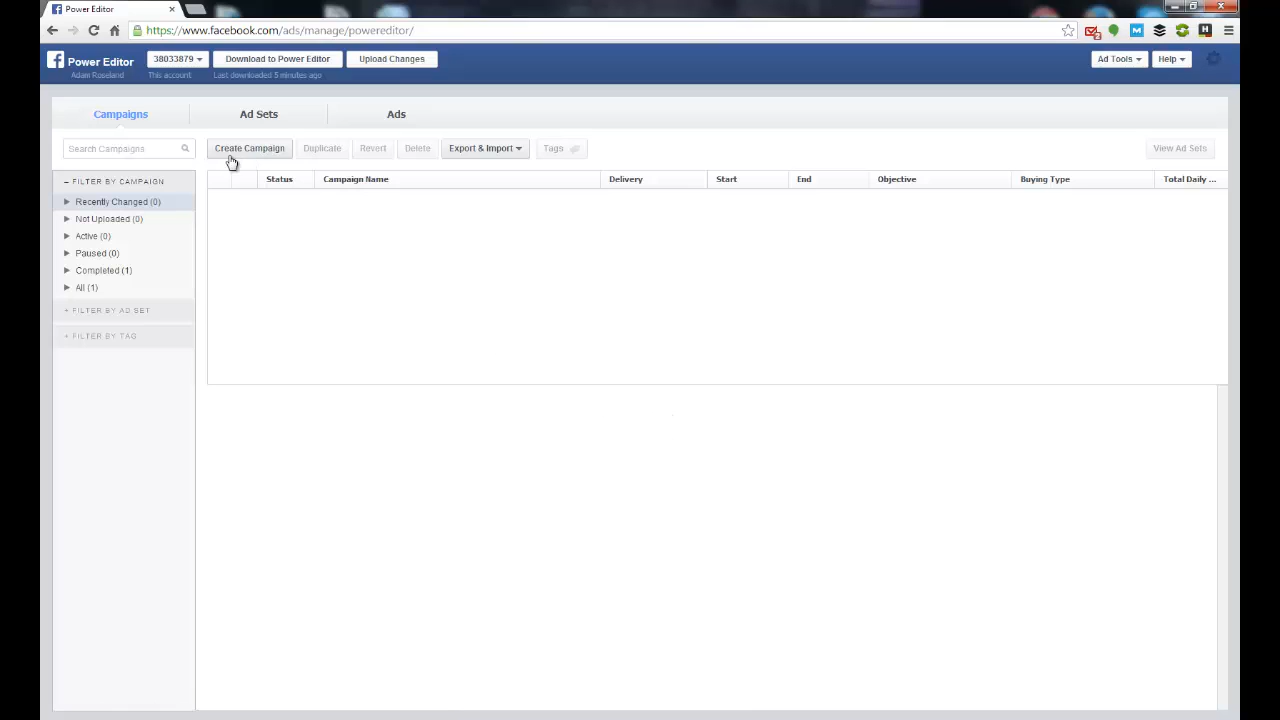 Power Editor
https://www.facebook.com/ads/manage/powereditor/
Power Editor
Adam Roseland
38033879
This account
Download to Power Editor
Last downloaded 5 minutes ago
Upload Changes
Ad Tools
Help
Campaigns
Ad Sets
Ads
Search Campaigns
Create Campaign
Duplicate
Revert
Delete
Export & Import
Tags
View Ad Sets
FILTER BY CAMPAIGN
Recently Changed (0)
Not Uploaded (0)
Active (0)
Paused (0)
Completed (1)
All (1)
+ FILTER BY AD SET
+ FILTER BY TAG
Status
Campaign Name
Delivery
Start
End
Objective
Buying Type
Total Daily ...